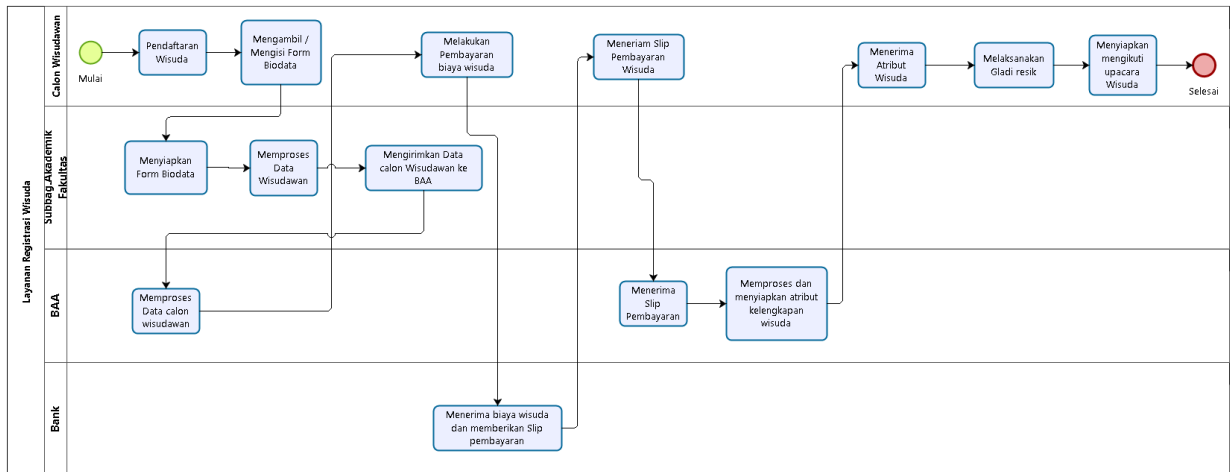 Layanan Registrasi Wisuda
Calon Wisudawan
Mulai
Pendaftaran
Wisuda
Mengambil /
Mengisi Form
Biodata
Melakukan
Pembayaran
biaya wisuda
Meneriam Slip
Pembayaran
Wisuda
Menerima
Atribut
Wisuda
Melaksanakan
Gladi resik
Menyiapkan
mengikuti
upacara
Wisuda
Selesai
Subbag.Akademik
Fakultas
Menyiapkan
Form Biodata
Memproses
Data
Wisudawan
Mengirimkan Data
calon Wisudawan ke
BAA
BAA
Memproses
Data calon
wisudawan
Menerima
Slip
Pembayaran
Memproses dan
menyiapkan atribut
kelengkapan
wisuda
Bank
Menerima biaya wisuda
dan memberikan Slip
pembayaran